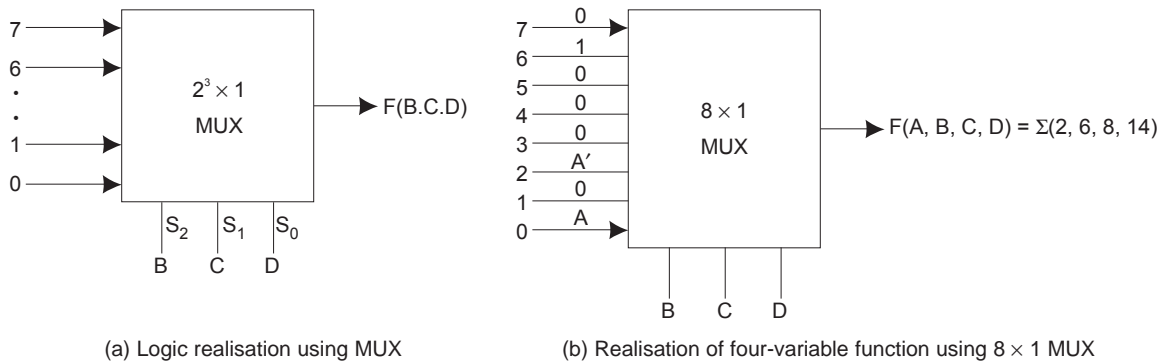 7
6
.
.
1
0
2³ × 1
MUX
F(B.C.D)
S₂ S₁ S₀
B C D
(a) Logic realisation using MUX
7 0
6 1
5 0
4 0
3 0
2 A′
1 0
0 A
8 × 1
MUX
F(A, B, C, D) = Σ(2, 6, 8, 14)
B C D
(b) Realisation of four-variable function using 8 × 1 MUX